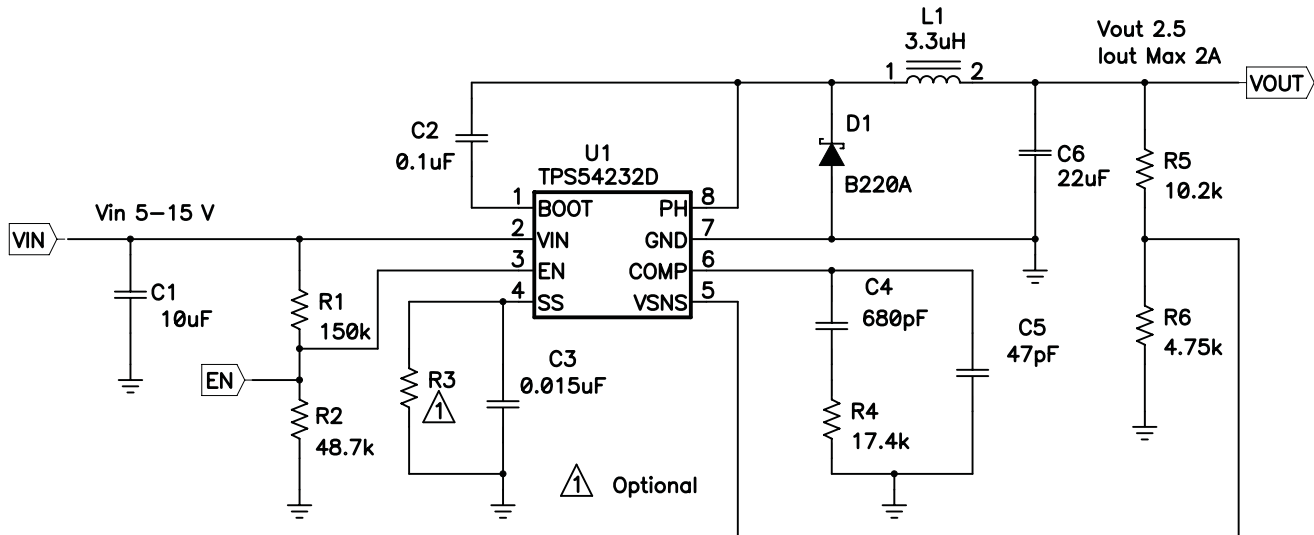 L1
3.3uH
1
2
Vout 2.5
Iout Max 2A
VOUT
C2
0.1uF
D1
B220A
C6
22uF
R5
10.2k
U1
TPS54232D
1
BOOT
PH
8
Vin 5-15 V
VIN
2
VIN
GND
7
3
EN
COMP
6
4
SS
VSNS
5
C1
10uF
R1
150k
EN
R2
48.7k
R3
1
C3
0.015uF
C4
680pF
C5
47pF
R4
17.4k
R6
4.75k
1 Optional